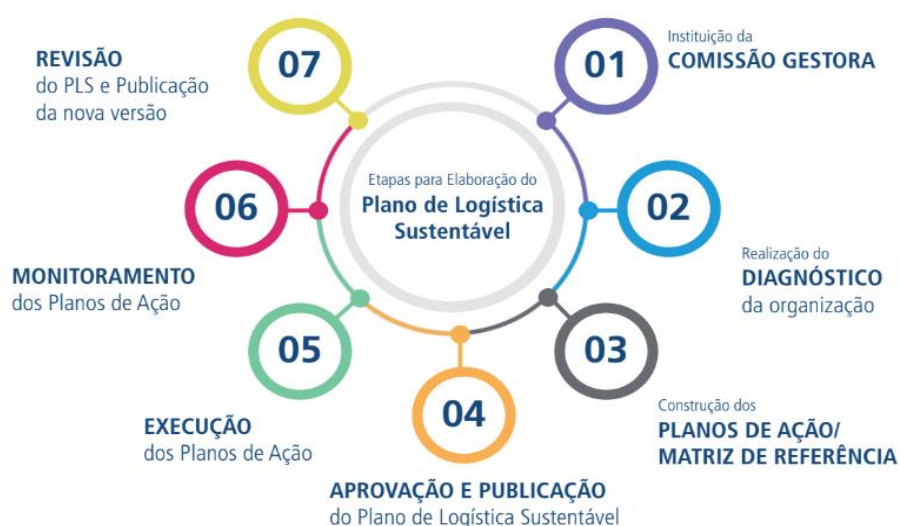 Etapas para Elaboração do
Plano de Logística
Sustentável
01
Instituição da
COMISSÃO GESTORA
02
Realização do
DIAGNÓSTICO
da organização
03
Construção dos
PLANOS DE AÇÃO/
MATRIZ DE REFERÊNCIA
04
APROVAÇÃO E PUBLICAÇÃO
do Plano de Logística Sustentável
05
EXECUÇÃO
dos Planos de Ação
06
MONITORAMENTO
dos Planos de Ação
07
REVISÃO
do PLS e Publicação
da nova versão